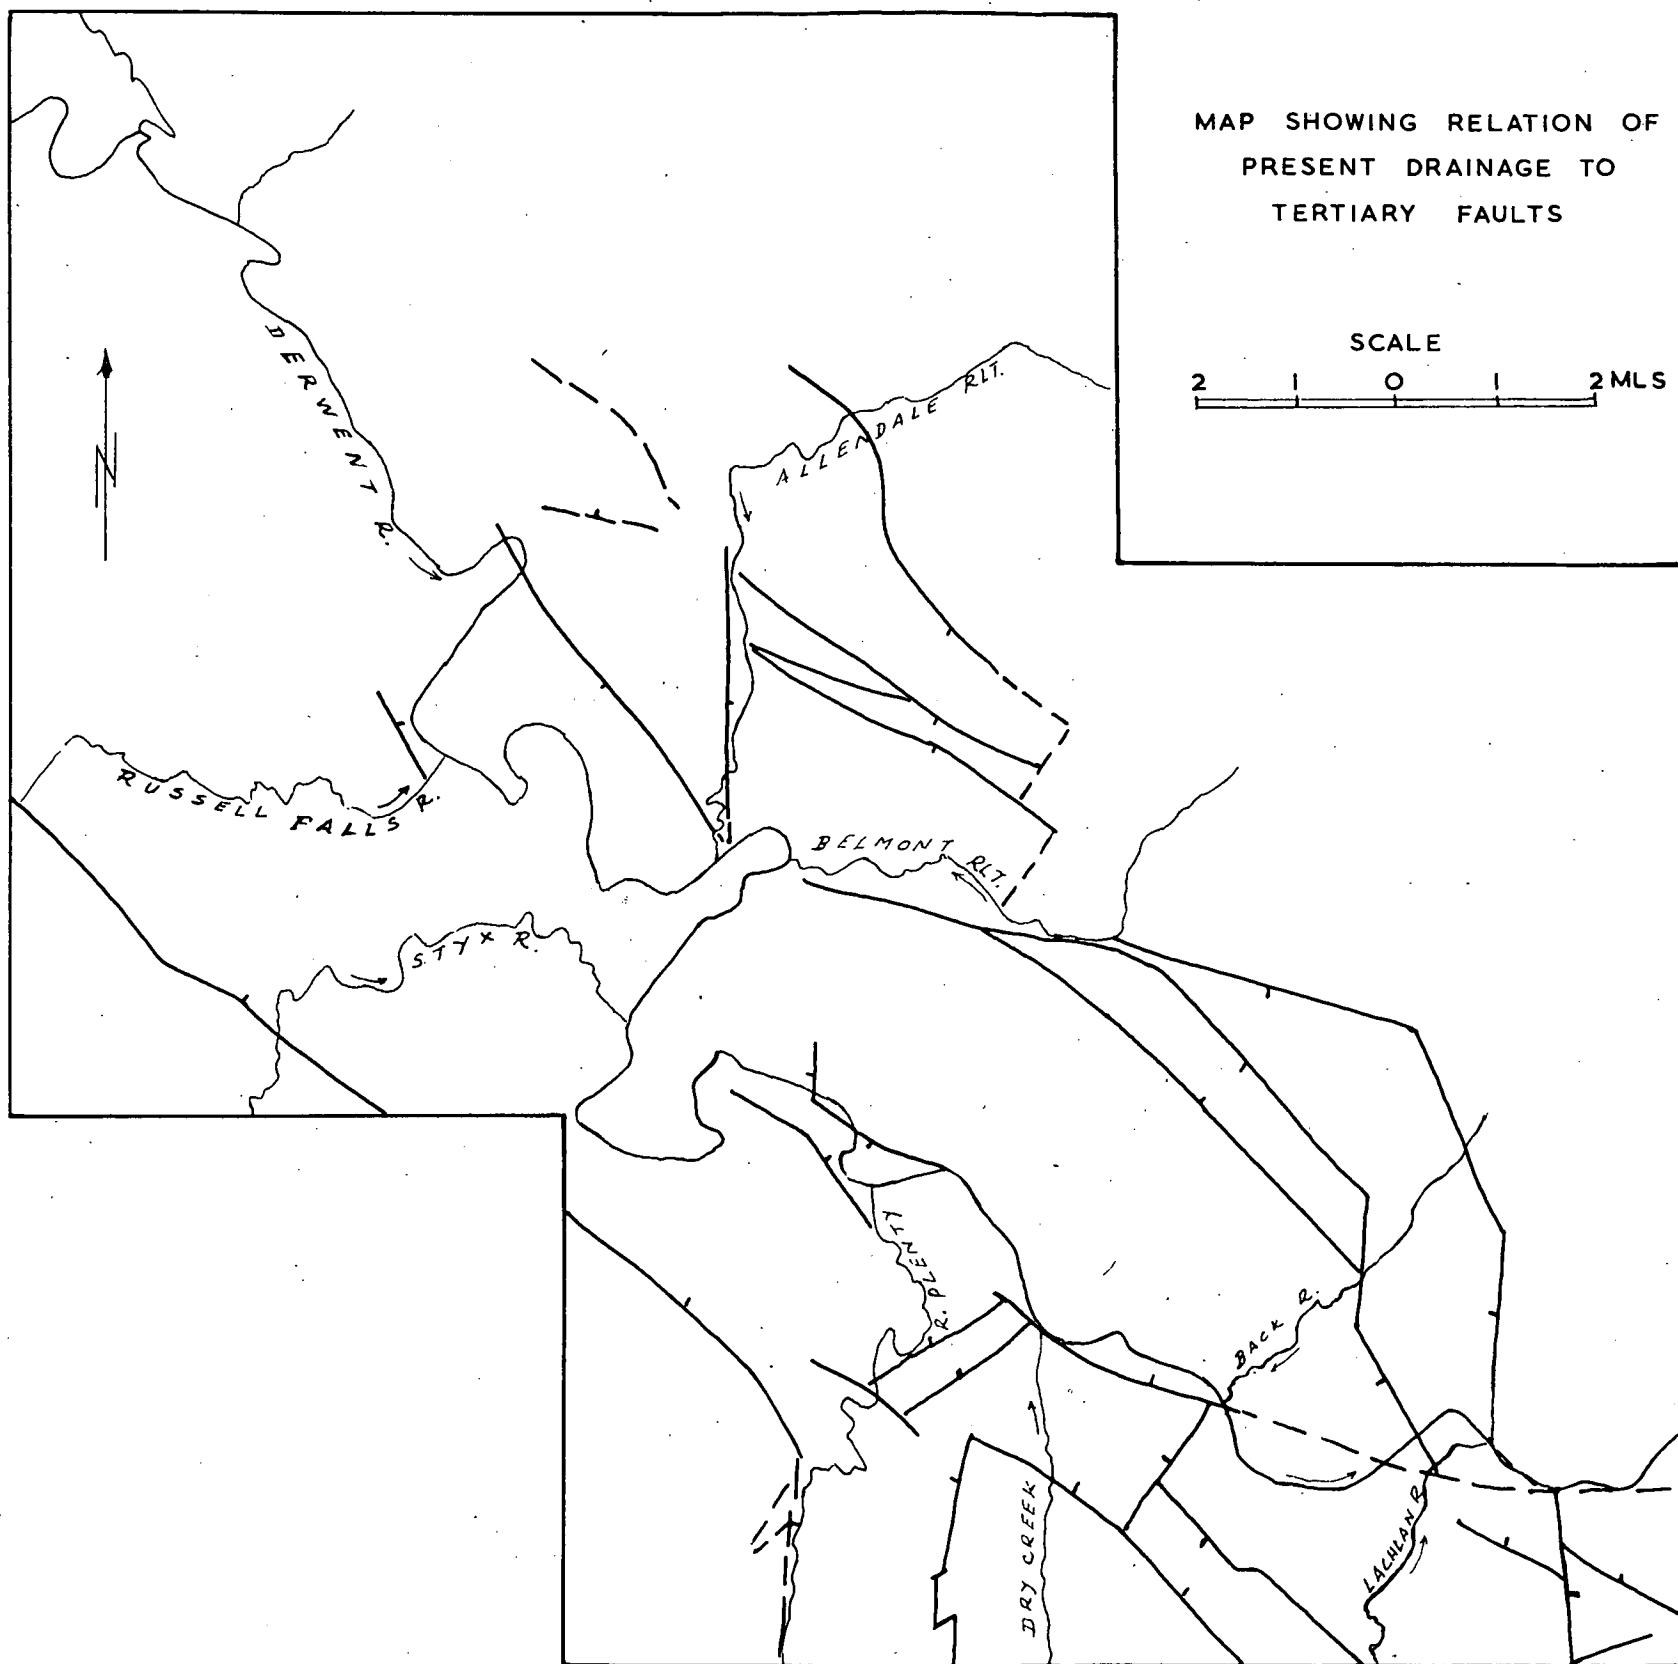 MAP SHOWING RELATION OF
PRESENT DRAINAGE TO
TERTIARY FAULTS
SCALE
2 1 0 1 2 MLS
N
DERWENT R.
ALLENDALE RLT.
RUSSELL FALLS R.
BELMONT RLT.
STYX R.
R. PLENTY
BACK R.
DRY CREEK
LACHLAN R.